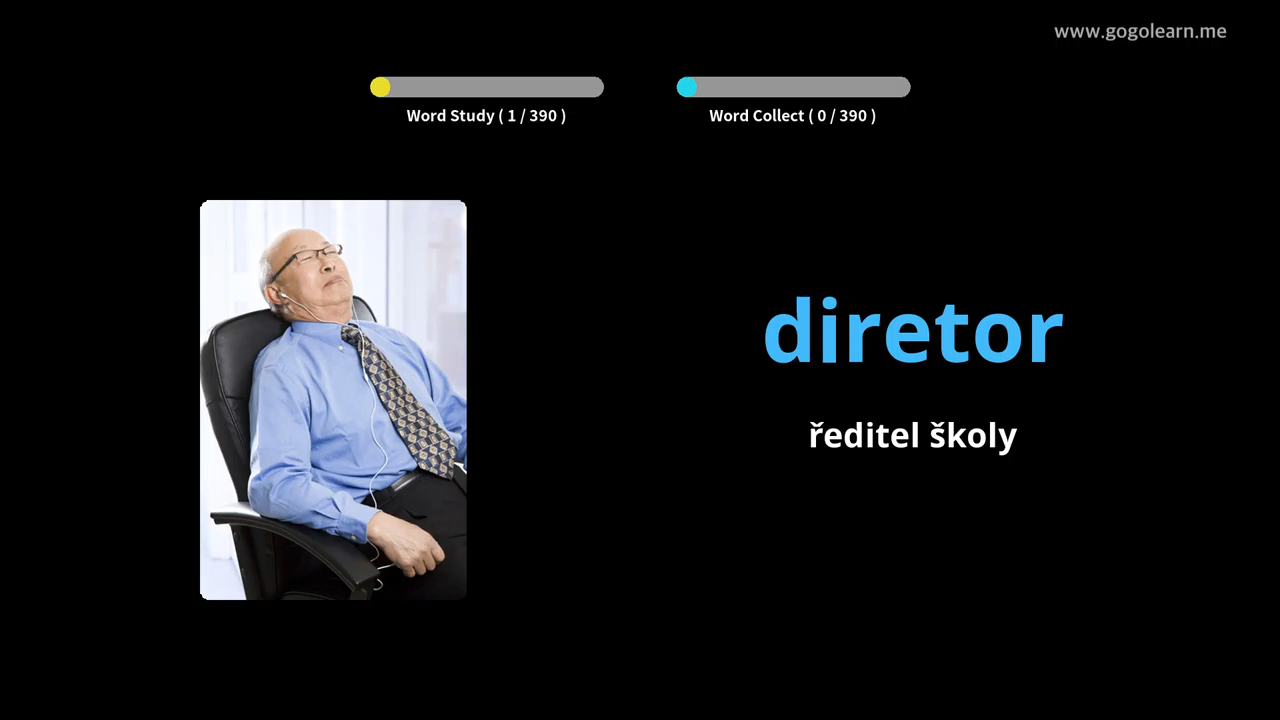 www.gogolearn.me
Word Study ( 1 / 390 )
Word Collect ( 0 / 390 )
diretor
ředitel školy